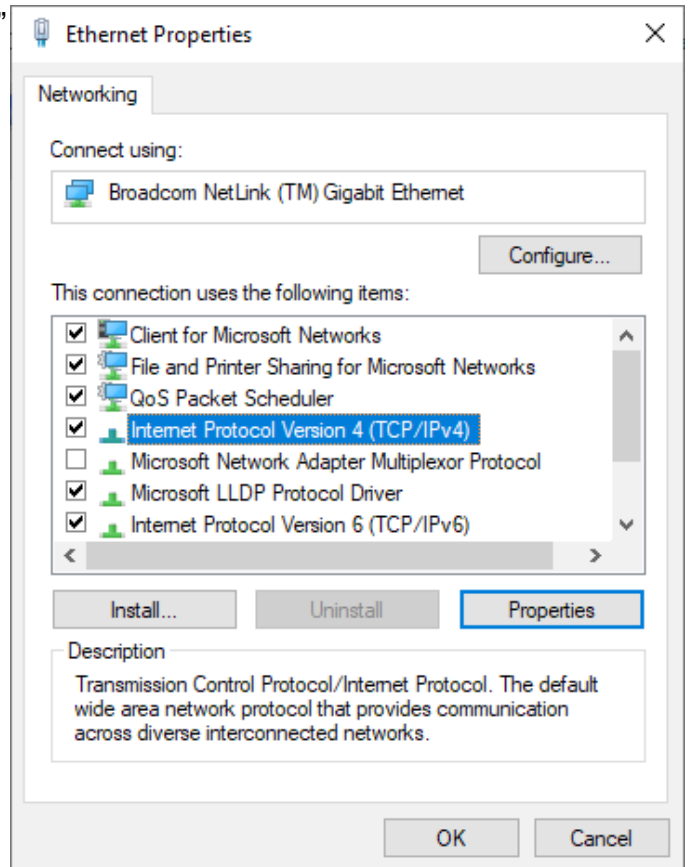 ”
Ethernet Properties
Networking
Connect using:
Broadcom NetLink (TM) Gigabit Ethernet
Configure...
This connection uses the following items:
Client for Microsoft Networks
File and Printer Sharing for Microsoft Networks
QoS Packet Scheduler
Internet Protocol Version 4 (TCP/IPv4)
Microsoft Network Adapter Multiplexor Protocol
Microsoft LLDP Protocol Driver
Internet Protocol Version 6 (TCP/IPv6)
Install...
Uninstall
Properties
Description
Transmission Control Protocol/Internet Protocol. The default
wide area network protocol that provides communication
across diverse interconnected networks.
OK
Cancel